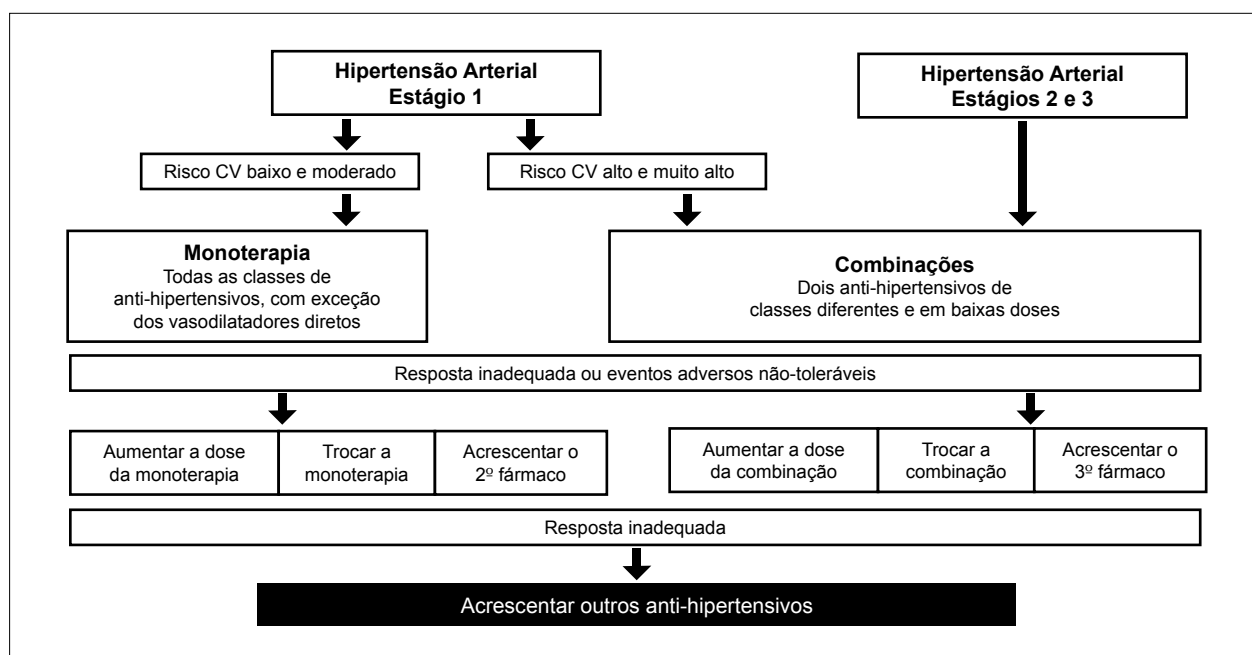 Hipertensão Arterial
Estágio 1
Hipertensão Arterial
Estágios 2 e 3
Risco CV baixo e moderado
Risco CV alto e muito alto
Monoterapia
Todas as classes de
anti-hipertensivos, com exceção
dos vasodilatadores diretos
Combinações
Dois anti-hipertensivos de
classes diferentes e em baixas doses
Resposta inadequada ou eventos adversos não-toleráveis
Aumentar a dose
da monoterapia
Trocar a
monoterapia
Acrescentar o
2º fármaco
Aumentar a dose
da combinação
Trocar a
combinação
Acrescentar o
3º fármaco
Resposta inadequada
Acrescentar outros anti-hipertensivos